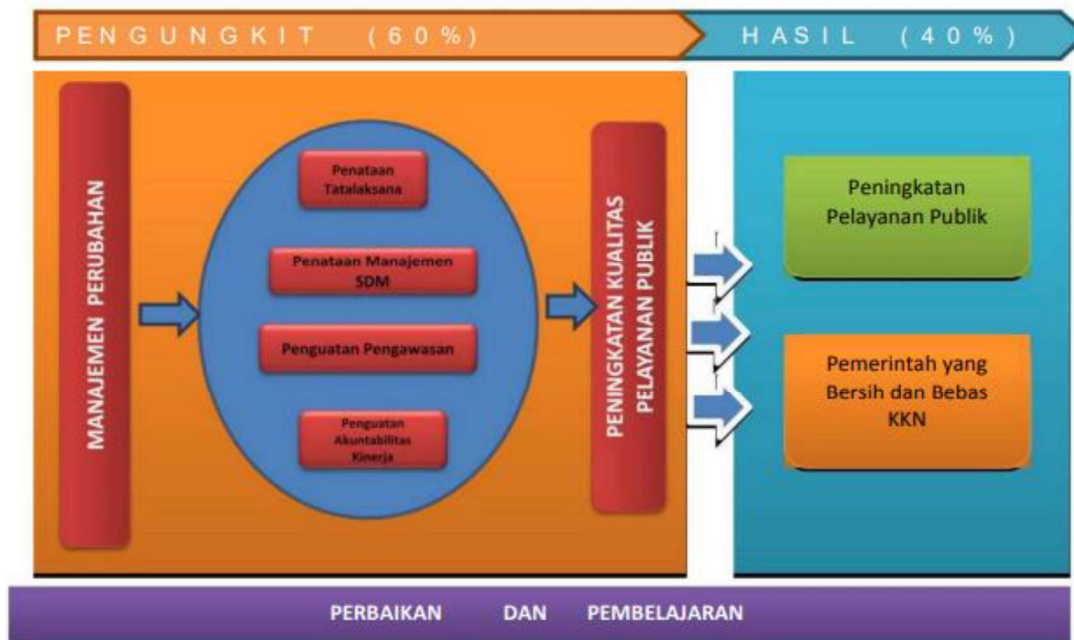 PENGUNGKIT (60%)
HASIL (40%)
MANAJEMEN PERUBAHAN
Penataan
Tatalaksana
Penataan Manajemen
SDM
Penguatan Pengawasan
Penguatan
Akuntabilitas
Kinerja
PENINGKATAN KUALITAS
PELAYANAN PUBLIK
Peningkatan
Pelayanan Publik
Pemerintah yang
Bersih dan Bebas
KKN
PERBAIKAN DAN PEMBELAJARAN